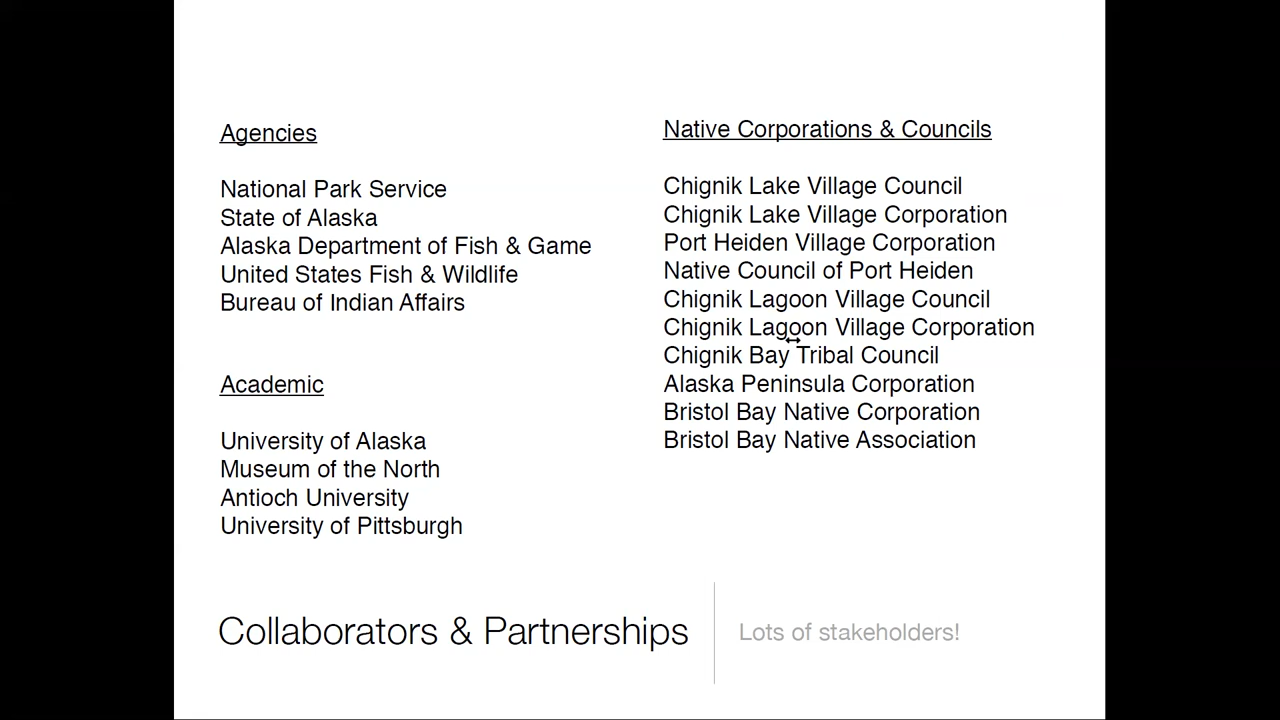 Agencies
National Park Service
State of Alaska
Alaska Department of Fish & Game
United States Fish & Wildlife
Bureau of Indian Affairs
Academic
University of Alaska
Museum of the North
Antioch University
University of Pittsburgh
Native Corporations & Councils
Chignik Lake Village Council
Chignik Lake Village Corporation
Port Heiden Village Corporation
Native Council of Port Heiden
Chignik Lagoon Village Council
Chignik Lagoon Village Corporation
Chignik Bay Tribal Council
Alaska Peninsula Corporation
Bristol Bay Native Corporation
Bristol Bay Native Association
Collaborators & Partnerships
Lots of stakeholders!